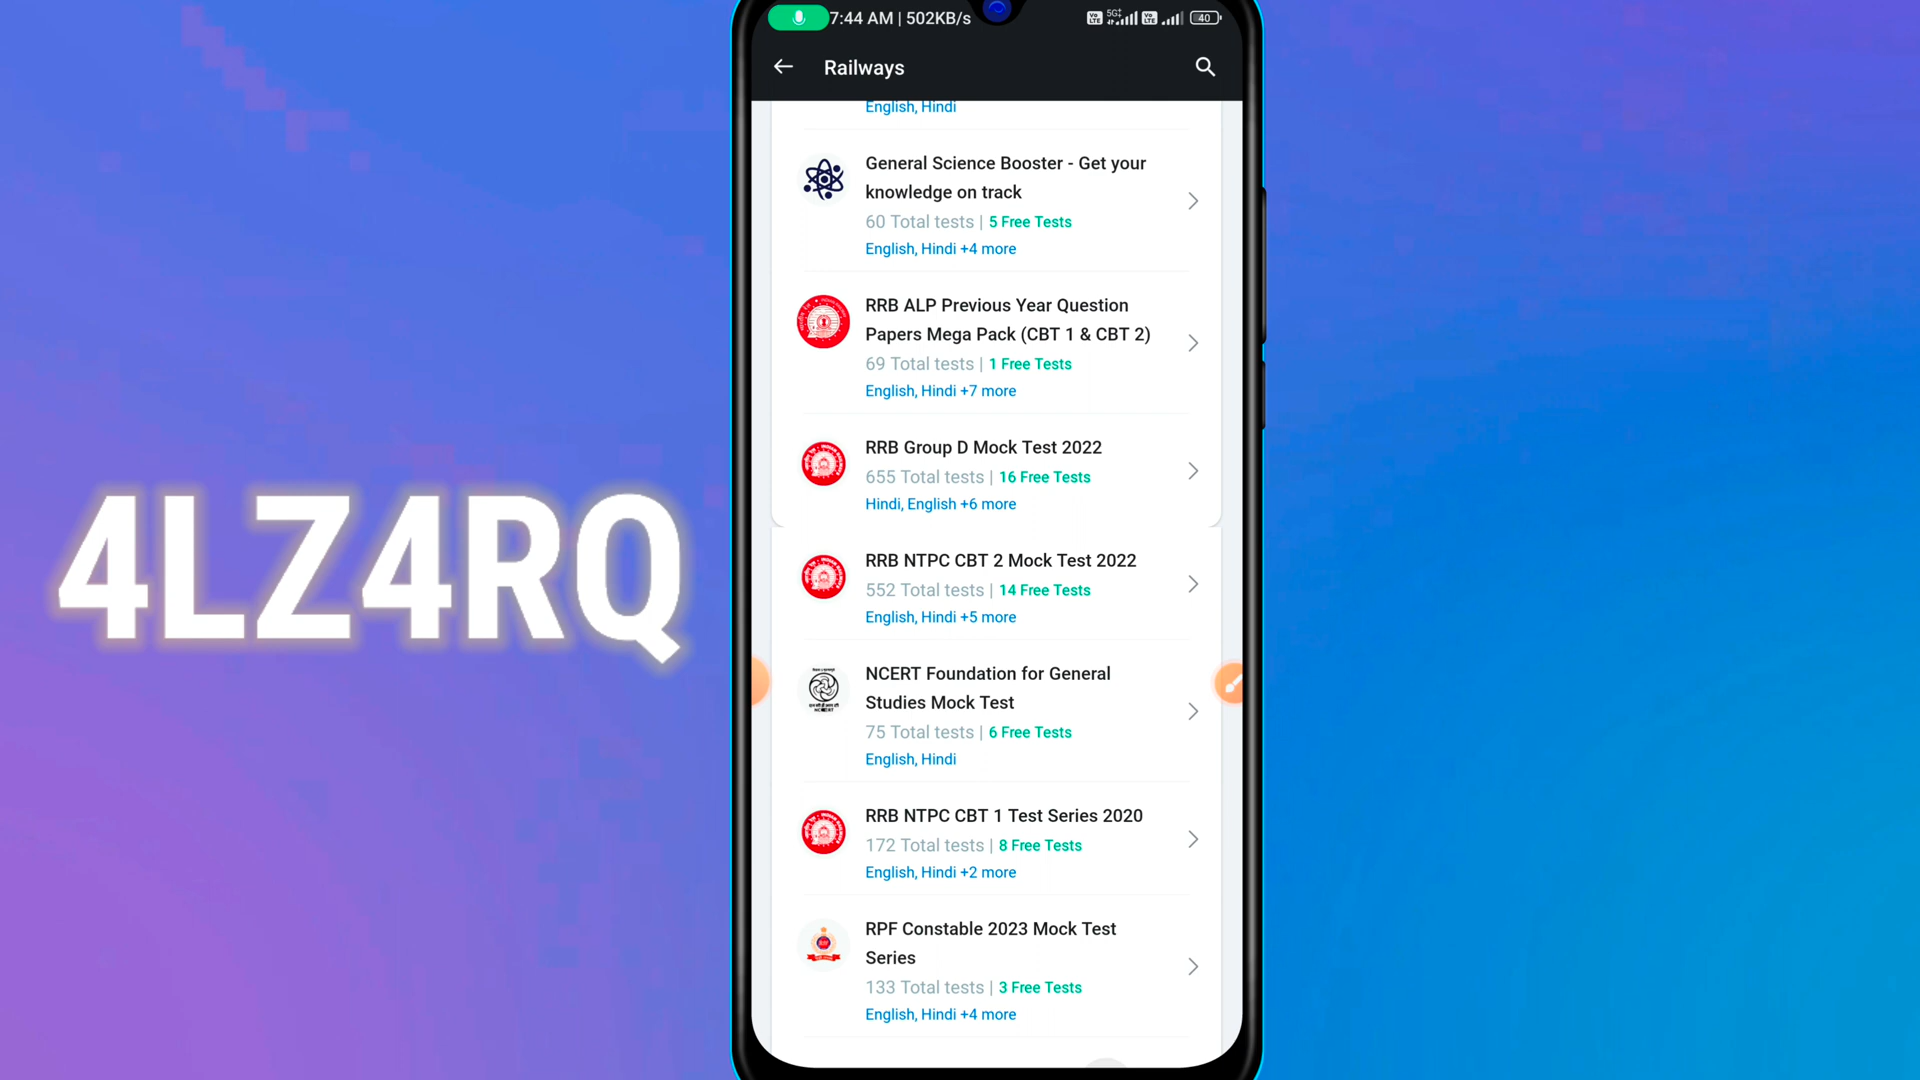 7:44 AM | 502KB/s
40
Railways
English, Hindi
General Science Booster - Get your
knowledge on track
60 Total tests | 5 Free Tests
English, Hindi +4 more
RRB ALP Previous Year Question
Papers Mega Pack (CBT 1 & CBT 2)
69 Total tests | 1 Free Tests
English, Hindi +7 more
RRB Group D Mock Test 2022
655 Total tests | 16 Free Tests
Hindi, English +6 more
4LZ4RQ
RRB NTPC CBT 2 Mock Test 2022
552 Total tests | 14 Free Tests
English, Hindi +5 more
NCERT Foundation for General
Studies Mock Test
75 Total tests | 6 Free Tests
English, Hindi
RRB NTPC CBT 1 Test Series 2020
172 Total tests | 8 Free Tests
English, Hindi +2 more
RPF Constable 2023 Mock Test
Series
133 Total tests | 3 Free Tests
English, Hindi +4 more